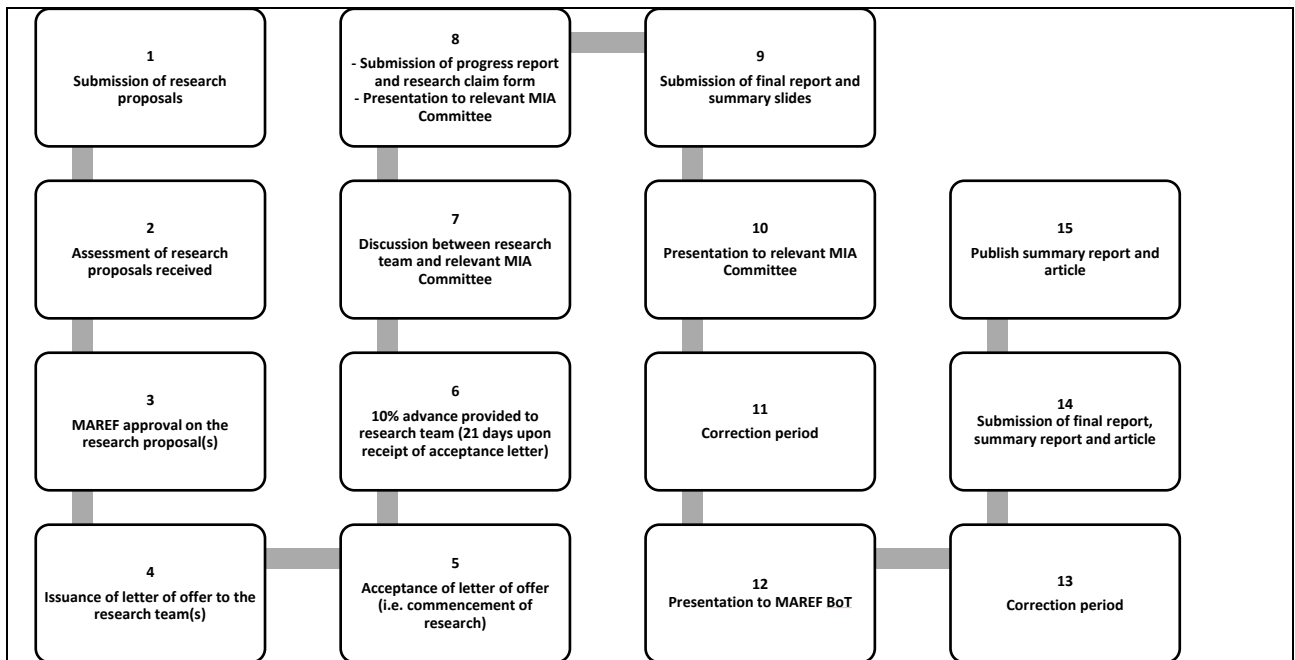 1
Submission of research
proposals
2
Assessment of research
proposals received
3
MAREF approval on the
research proposal(s)
4
Issuance of letter of offer to the
research team(s)
5
Acceptance of letter of offer
(i.e. commencement of
research)
6
10% advance provided to
research team (21 days upon
receipt of acceptance letter)
7
Discussion between research
team and relevant MIA
Committee
8
- Submission of progress report
and research claim form
- Presentation to relevant MIA
Committee
9
Submission of final report and
summary slides
10
Presentation to relevant MIA
Committee
11
Correction period
12
Presentation to MAREF BoT
13
Correction period
14
Submission of final report,
summary report and article
15
Publish summary report and
article